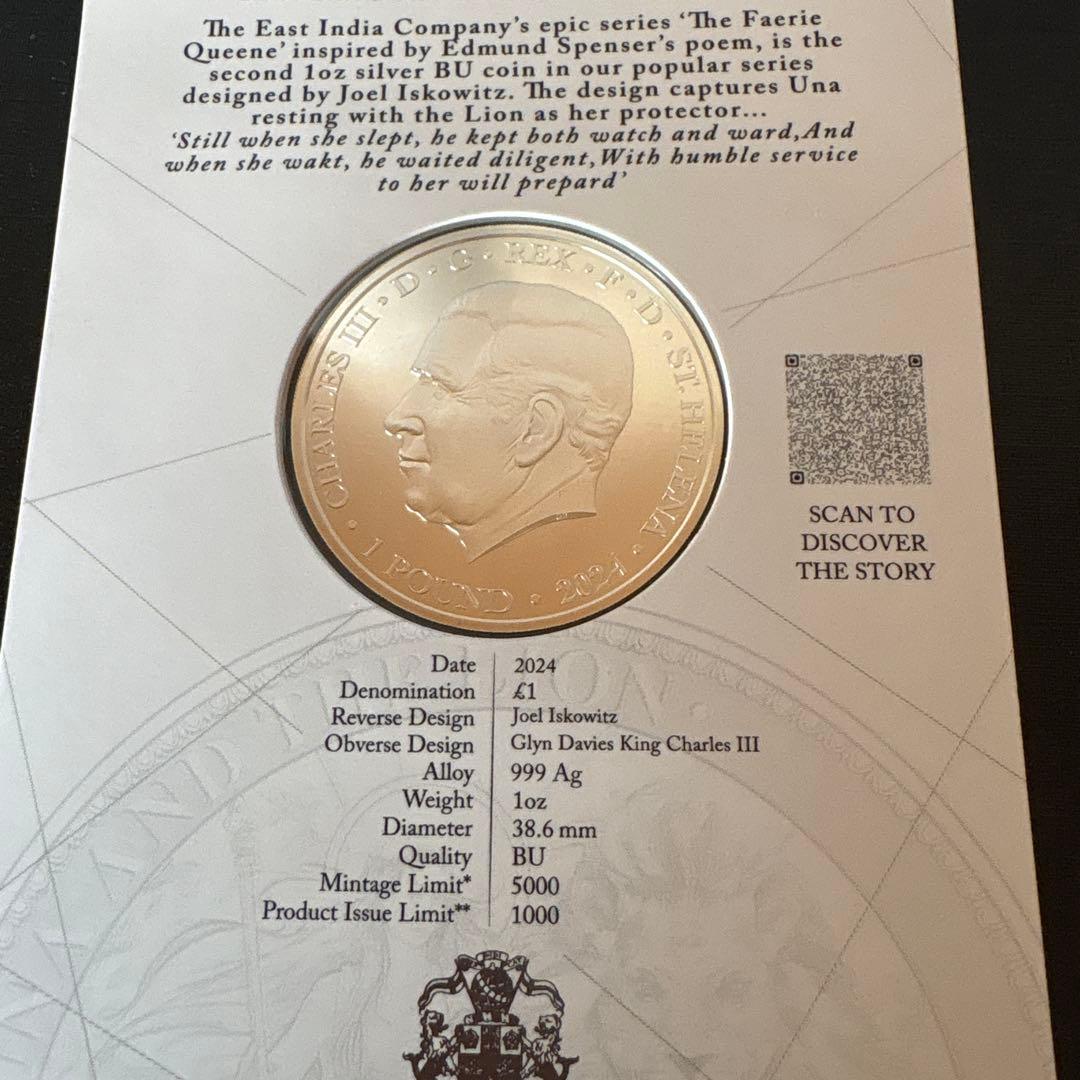 The East India Company's epic series 'The Faerie
Queene' inspired by Edmund Spenser's poem, is the
second 1oz silver BU coin in our popular series
designed by Joel Iskowitz. The design captures Una
resting with the Lion as her protector...
'Still when she slept, he kept both watch and ward,And
when she wakt, he waited diligent,With humble service
to her will prepard'
• CHARLES III • D • G • REX • F • D • ST. HELENA •
1 POUND • 2024
SCAN TO
DISCOVER
THE STORY
Date 2024
Denomination £1
Reverse Design Joel Iskowitz
Obverse Design Glyn Davies King Charles III
Alloy 999 Ag
Weight 1oz
Diameter 38.6 mm
Quality BU
Mintage Limit* 5000
Product Issue Limit** 1000
AND THE LION •